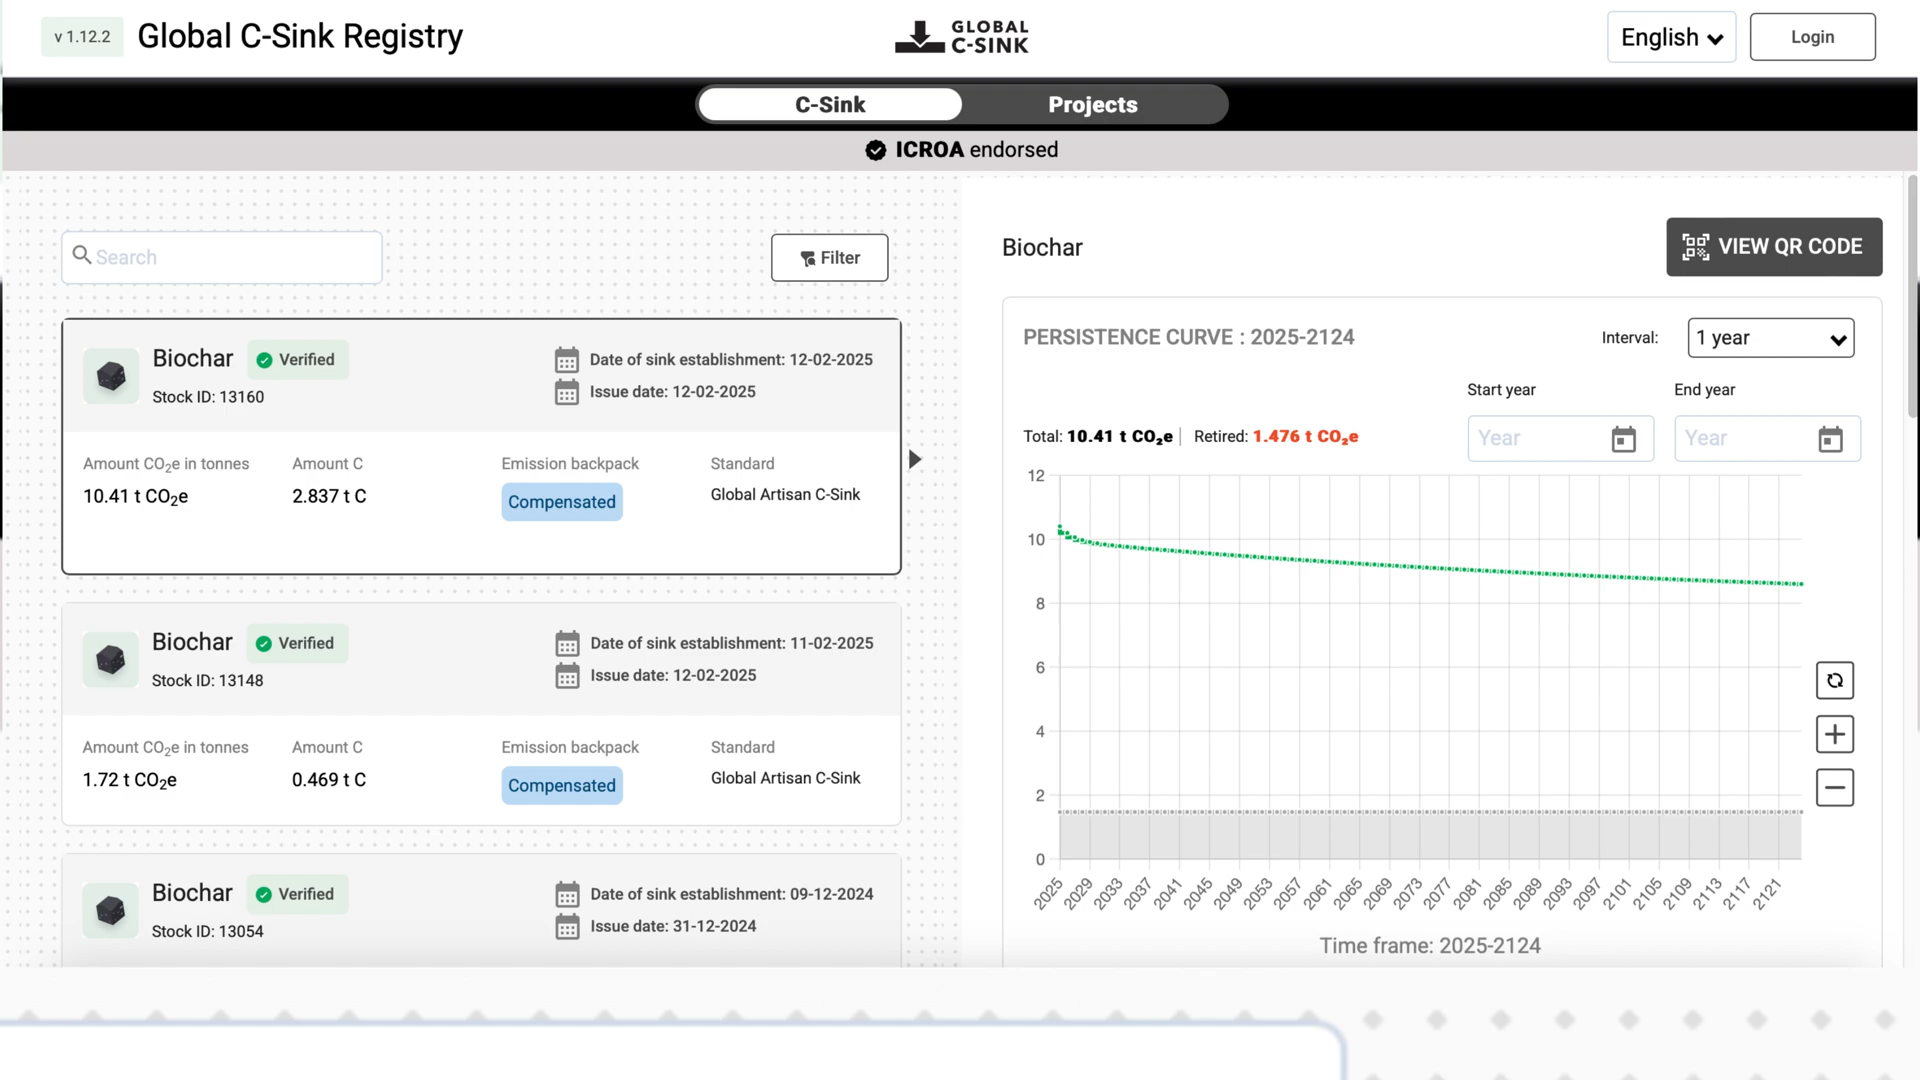 v 1.12.2
Global C-Sink Registry
GLOBAL
C-SINK
English
Login
C-Sink
Projects
ICROA endorsed
Search
Filter
Biochar
Verified
Stock ID: 13160
Date of sink establishment: 12-02-2025
Issue date: 12-02-2025
Amount CO₂e in tonnes
10.41 t CO₂e
Amount C
2.837 t C
Emission backpack
Compensated
Standard
Global Artisan C-Sink
Biochar
Verified
Stock ID: 13148
Date of sink establishment: 11-02-2025
Issue date: 12-02-2025
Amount CO₂e in tonnes
1.72 t CO₂e
Amount C
0.469 t C
Emission backpack
Compensated
Standard
Global Artisan C-Sink
Biochar
Verified
Stock ID: 13054
Date of sink establishment: 09-12-2024
Issue date: 31-12-2024
Biochar
VIEW QR CODE
PERSISTENCE CURVE : 2025-2124
Interval:
1 year
Start year
End year
Year
Year
Total: 10.41 t CO₂e
Retired: 1.476 t CO₂e
12
10
8
6
4
2
0
2025
2029
2033
2037
2041
2045
2049
2053
2057
2061
2065
2069
2073
2077
2081
2085
2089
2093
2097
2101
2105
2109
2113
2117
2121
Time frame: 2025-2124